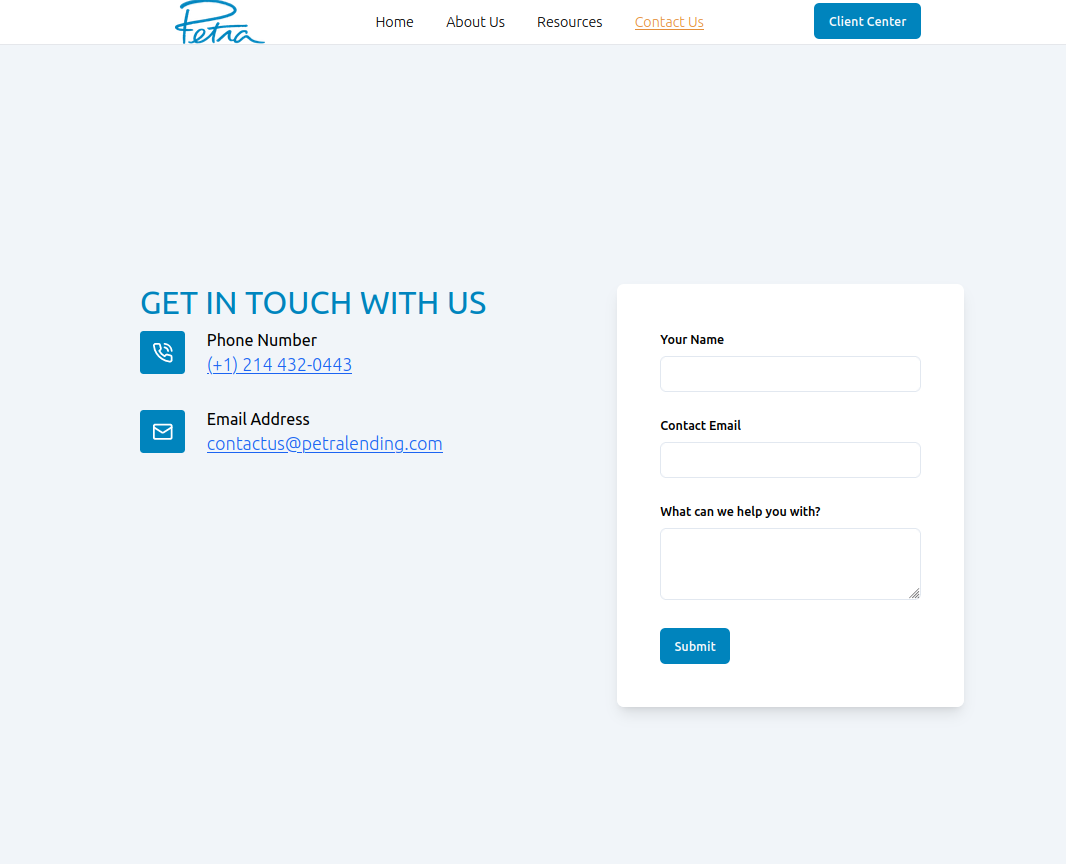 Petra
Home
About Us
Resources
Contact Us
Client Center
GET IN TOUCH WITH US
Phone Number
(+1) 214 432-0443
Email Address
contactus@petralending.com
Your Name
Contact Email
What can we help you with?
Submit